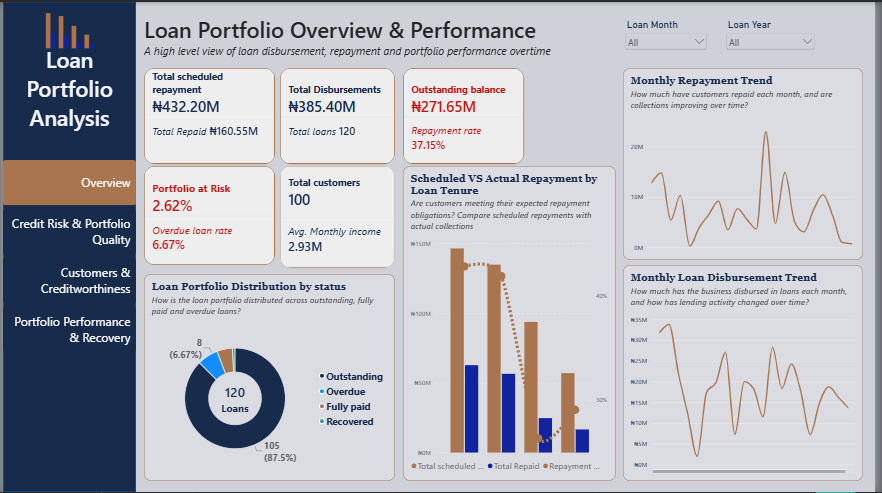 Loan
Portfolio
Analysis
Overview
Credit Risk & Portfolio
Quality
Customers &
Creditworthiness
Portfolio Performance
& Recovery
Loan Portfolio Overview & Performance
A high level view of loan disbursement, repayment and portfolio performance overtime
Loan Month
All
Loan Year
All
Total scheduled
repayment
₦432.20M
Total Repaid ₦160.55M
Total Disbursements
₦385.40M
Total loans 120
Outstanding balance
₦271.65M
Repayment rate
37.15%
Portfolio at Risk
2.62%
Overdue loan rate
6.67%
Total customers
100
Avg. Monthly income
2.93M
Loan Portfolio Distribution by status
How is the loan portfolio distributed across outstanding, fully
paid and overdue loans?
8
(6.67%)
120
Loans
105
(87.5%)
Outstanding
Overdue
Fully paid
Recovered
Scheduled VS Actual Repayment by
Loan Tenure
Are customers meeting their expected repayment
obligations? Compare scheduled repayments with
actual collections
₦150M
₦100M
₦50M
₦0M
40%
30%
Total scheduled ...
Total Repaid
Repayment ...
Monthly Repayment Trend
How much have customers repaid each month, and are
collections improving over time?
20M
10M
0M
Monthly Loan Disbursement Trend
How much has the business disbursed in loans each month,
and how has lending activity changed over time?
₦35M
₦30M
₦25M
₦20M
₦15M
₦10M
₦5M
₦0M